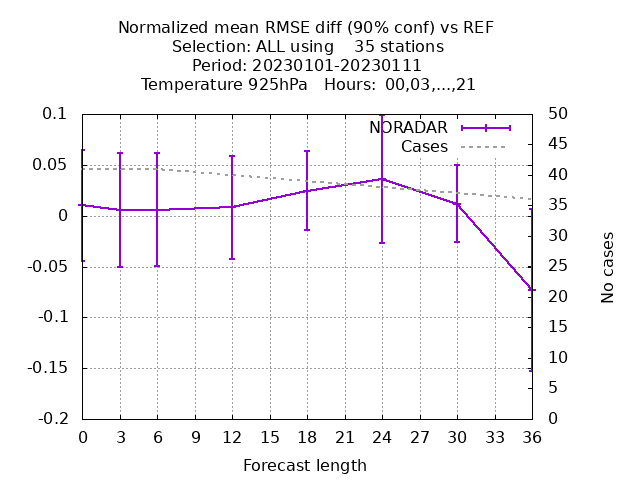 Normalized mean RMSE diff (90% conf) vs REF
Selection: ALL using    35 stations
Period: 20230101-20230111
Temperature 925hPa   Hours:  00,03,...,21
NORADAR
Cases
0.1
0.05
0
-0.05
-0.1
-0.15
-0.2
50
45
40
35
30
25
20
15
10
5
0
No cases
0 3 6 9 12 15 18 21 24 27 30 33 36
Forecast length